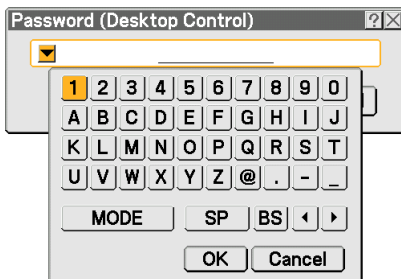 Password (Desktop Control) ? X
1 2 3 4 5 6 7 8 9 0
A B C D E F G H I J
K L M N O P Q R S T
U V W X Y Z @ . - _
MODE SP BS
OK Cancel